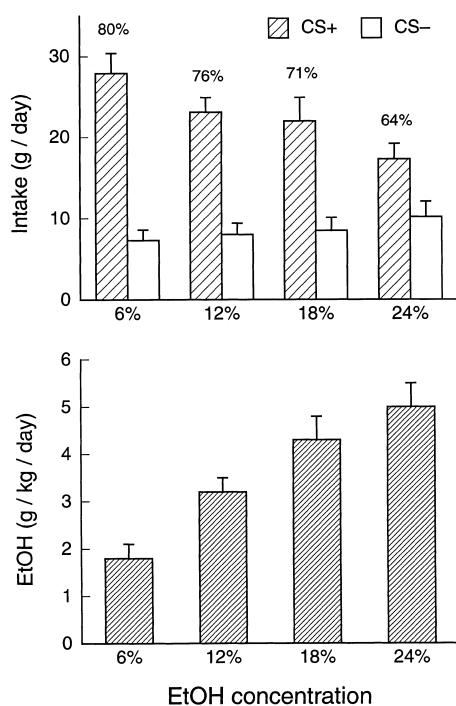 CS+ CS–
80%
76%
71%
64%
Intake (g / day)
30
20
10
0
6% 12% 18% 24%
EtOH (g / kg / day)
6
5
4
3
2
1
0
6% 12% 18% 24%
EtOH concentration